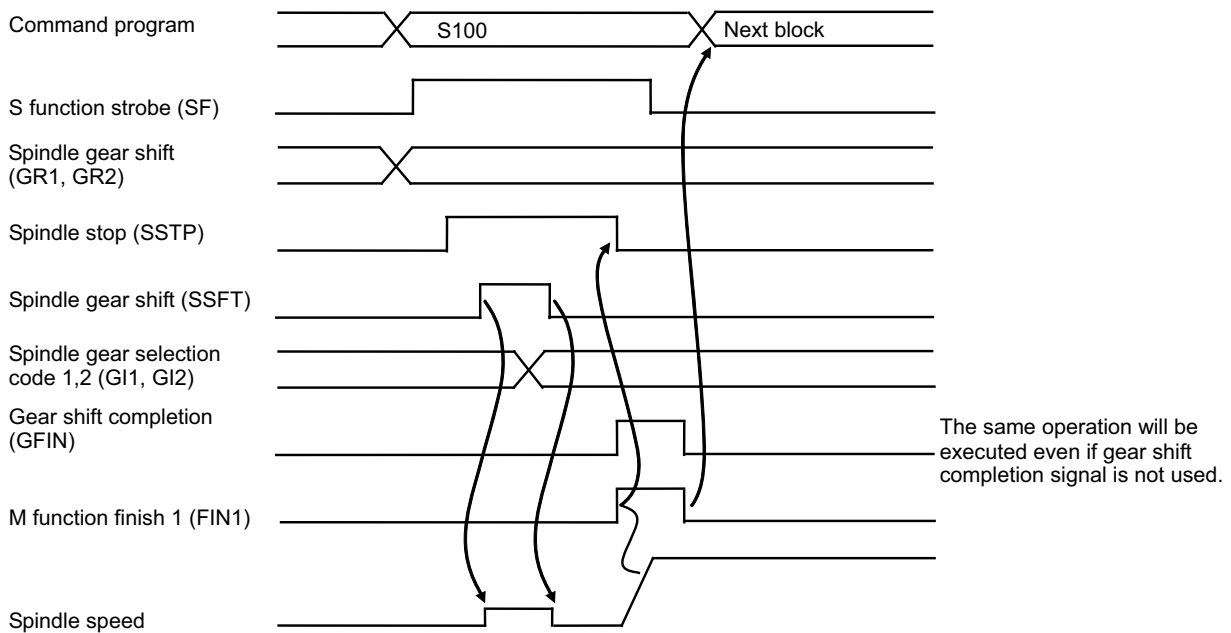 Command program
S100
Next block
S function strobe (SF)
Spindle gear shift
(GR1, GR2)
Spindle stop (SSTP)
Spindle gear shift (SSFT)
Spindle gear selection
code 1,2 (GI1, GI2)
Gear shift completion
(GFIN)
The same operation will be
executed even if gear shift
completion signal is not used.
M function finish 1 (FIN1)
Spindle speed